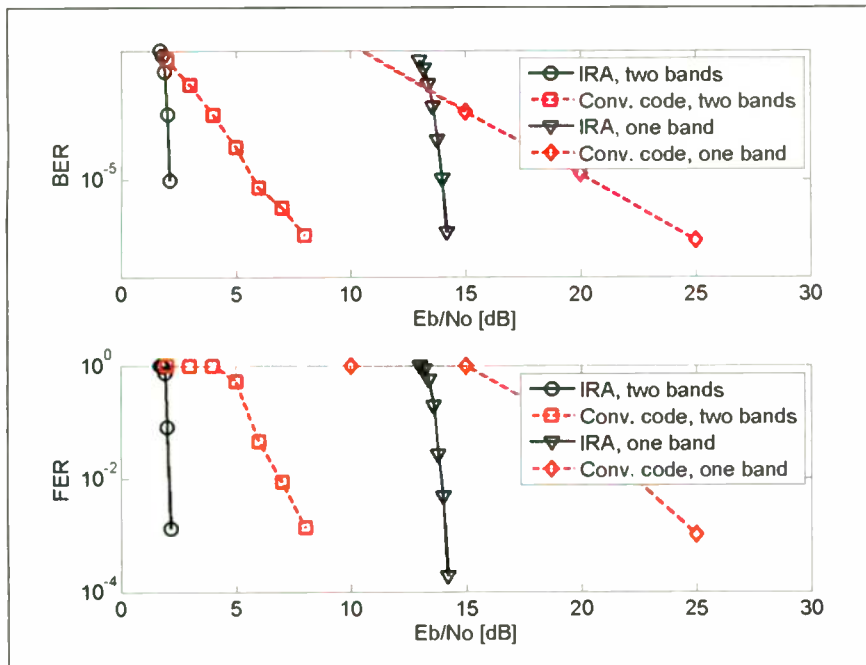 BER
10^-5
IRA, two bands
Conv. code, two bands
IRA, one band
Conv. code, one band
0 5 10 15 20 25 30
Eb/No [dB]
FER
10^0
10^-2
10^-4
IRA, two bands
Conv. code, two bands
IRA, one band
Conv. code, one band
0 5 10 15 20 25 30
Eb/No [dB]